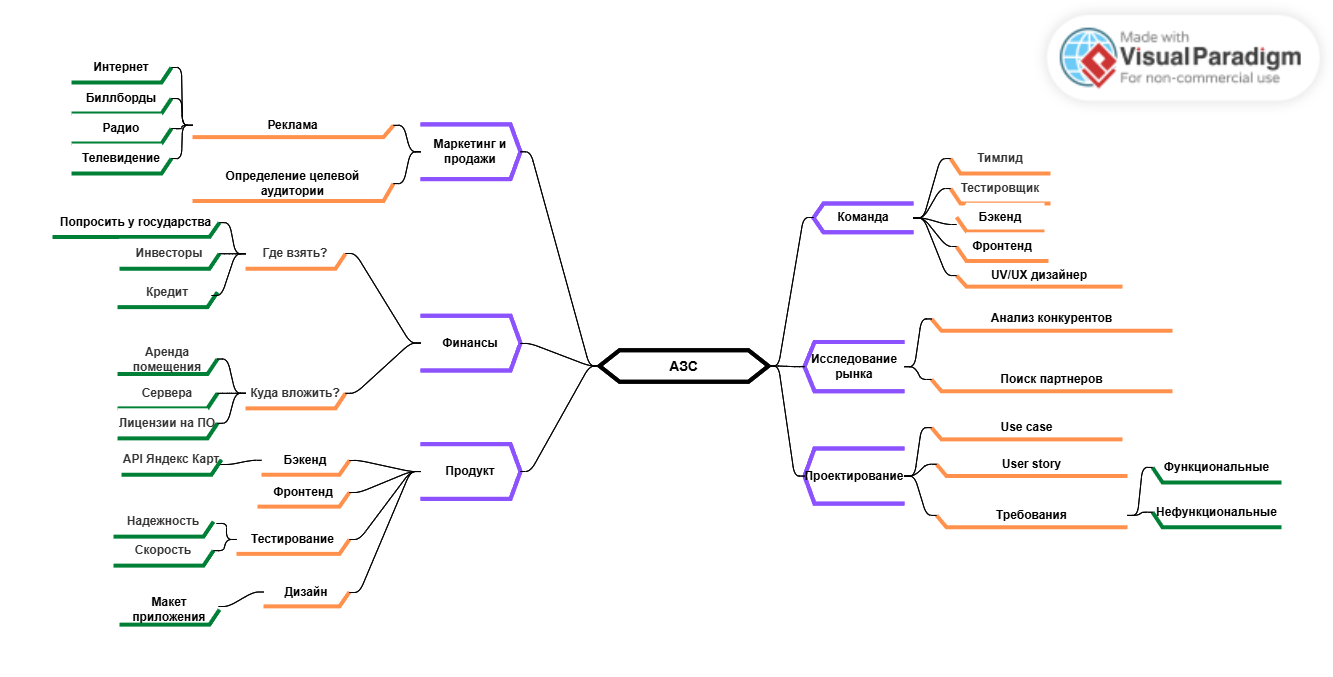 Made with
Visual Paradigm
For non-commercial use
Интернет
Биллборды
Радио
Телевидение
Реклама
Определение целевой
аудитории
Маркетинг и
продажи
Попросить у государства
Инвесторы
Кредит
Где взять?
Аренда
помещения
Сервера
Лицензии на ПО
Куда вложить?
Финансы
API Яндекс Карт
Бэкенд
Фронтенд
Надежность
Скорость
Тестирование
Макет
приложения
Дизайн
Продукт
АЗС
Команда
Тимлид
Тестировщик
Бэкенд
Фронтенд
UV/UX дизайнер
Исследование
рынка
Анализ конкурентов
Поиск партнеров
Проектирование
Use case
User story
Требования
Функциональные
Нефункциональные